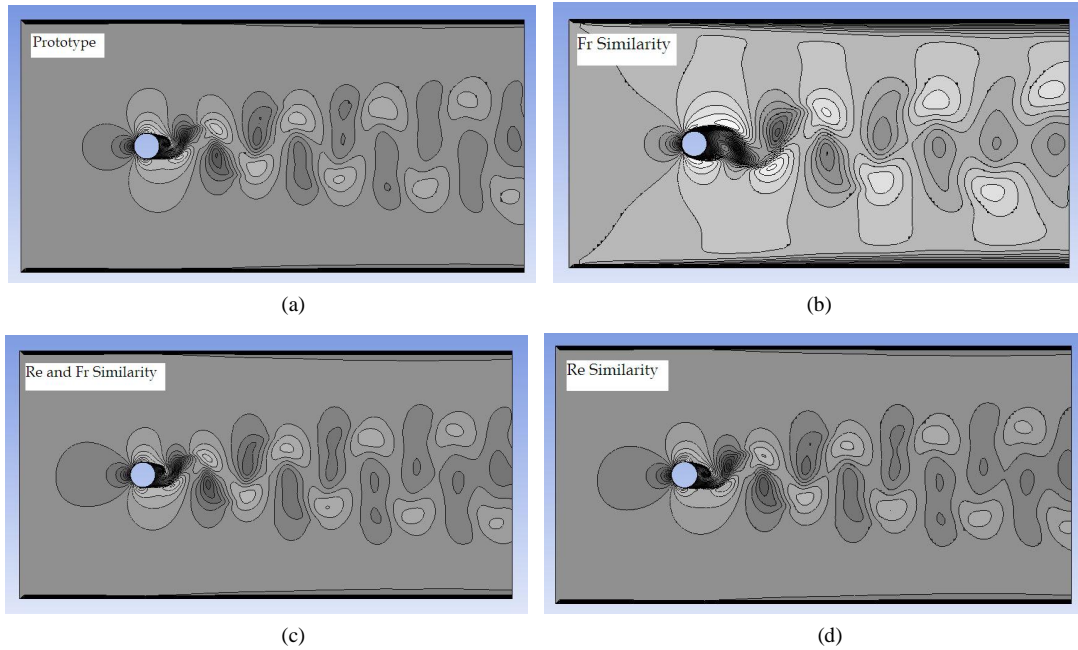 Prototype
Fr Similarity
(a)
(b)
Re and Fr Similarity
Re Similarity
(c)
(d)